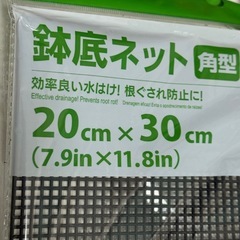 鉢底ネット 角型
効率良い水はけ！根ぐされ防止に！
Effective drainage! Prevents root rot!
20cm×30cm
(7.9in×11.8in)